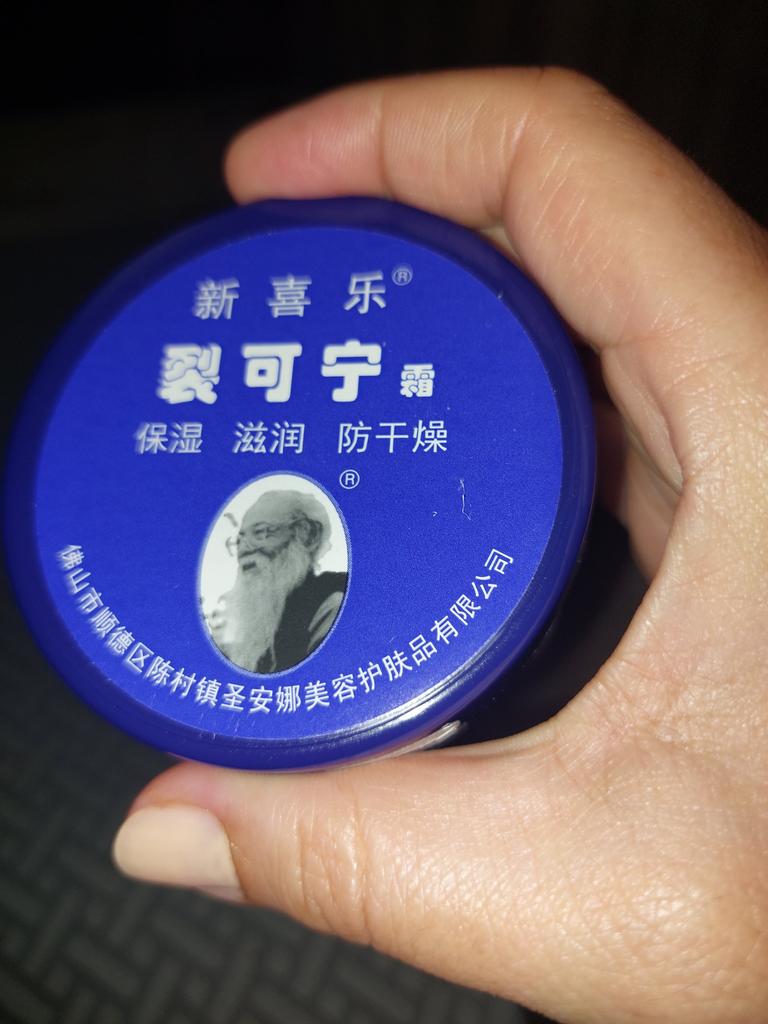 新喜乐®
裂可宁霜
保湿 滋润 防干燥
®
佛山市顺德区陈村镇圣安娜美容护肤品有限公司